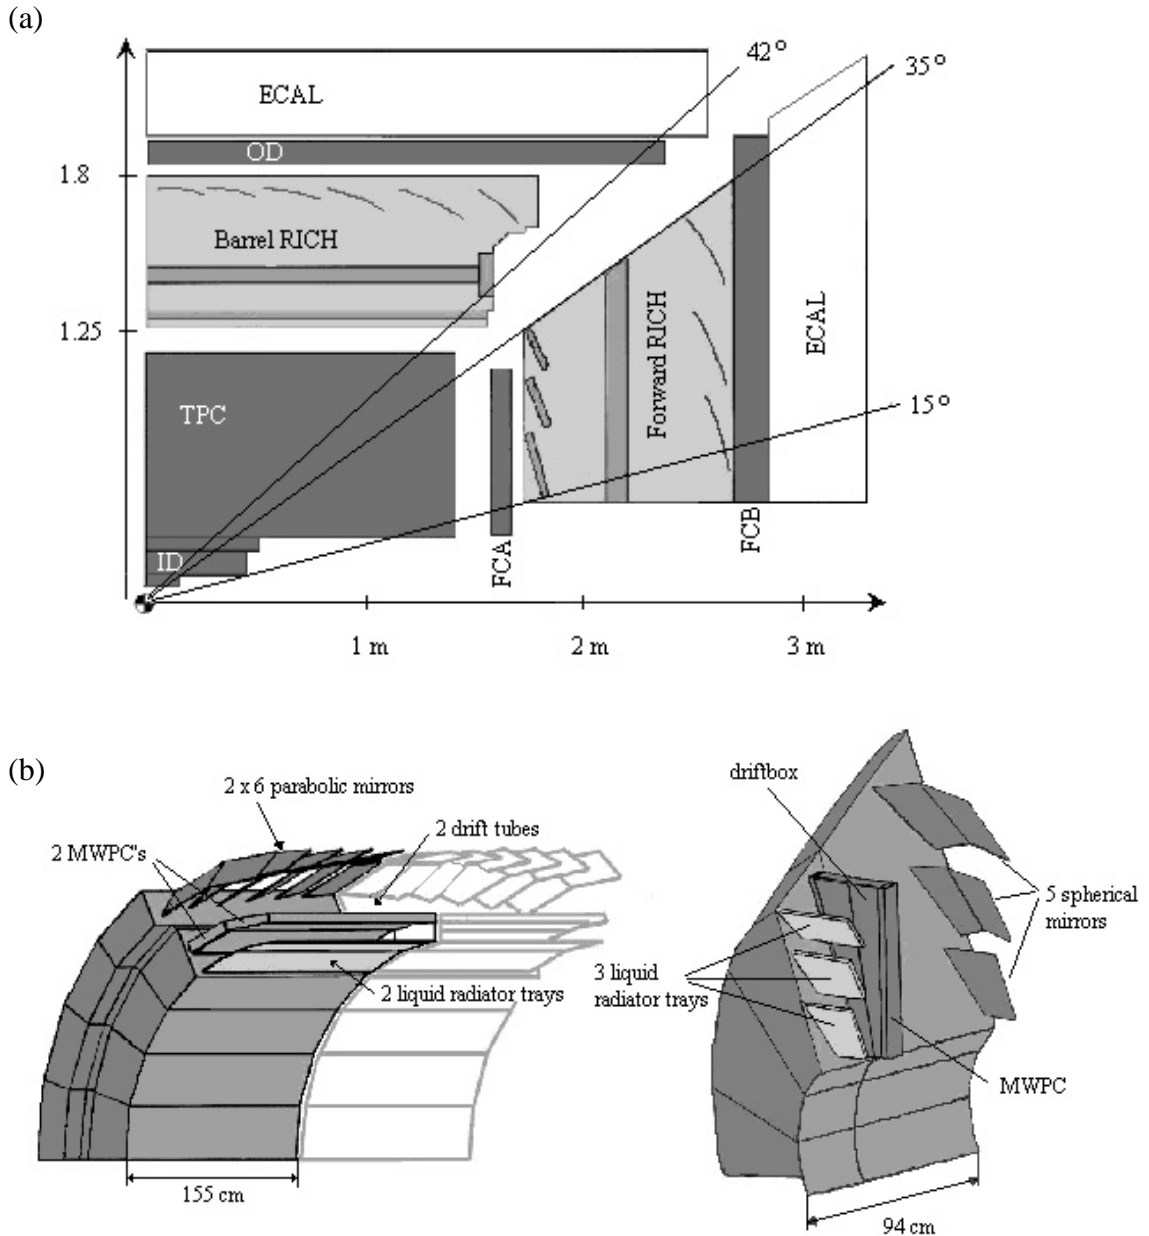 (a)
42°
35°
ECAL
OD
1.8
Barrel RICH
1.25
TPC
ID
FCA
Forward RICH
FCB
ECAL
15°
1 m
2 m
3 m
(b)
2 x 6 parabolic mirrors
2 MWPC's
2 drift tubes
2 liquid radiator trays
155 cm
driftbox
5 spherical
mirrors
3 liquid
radiator trays
MWPC
94 cm